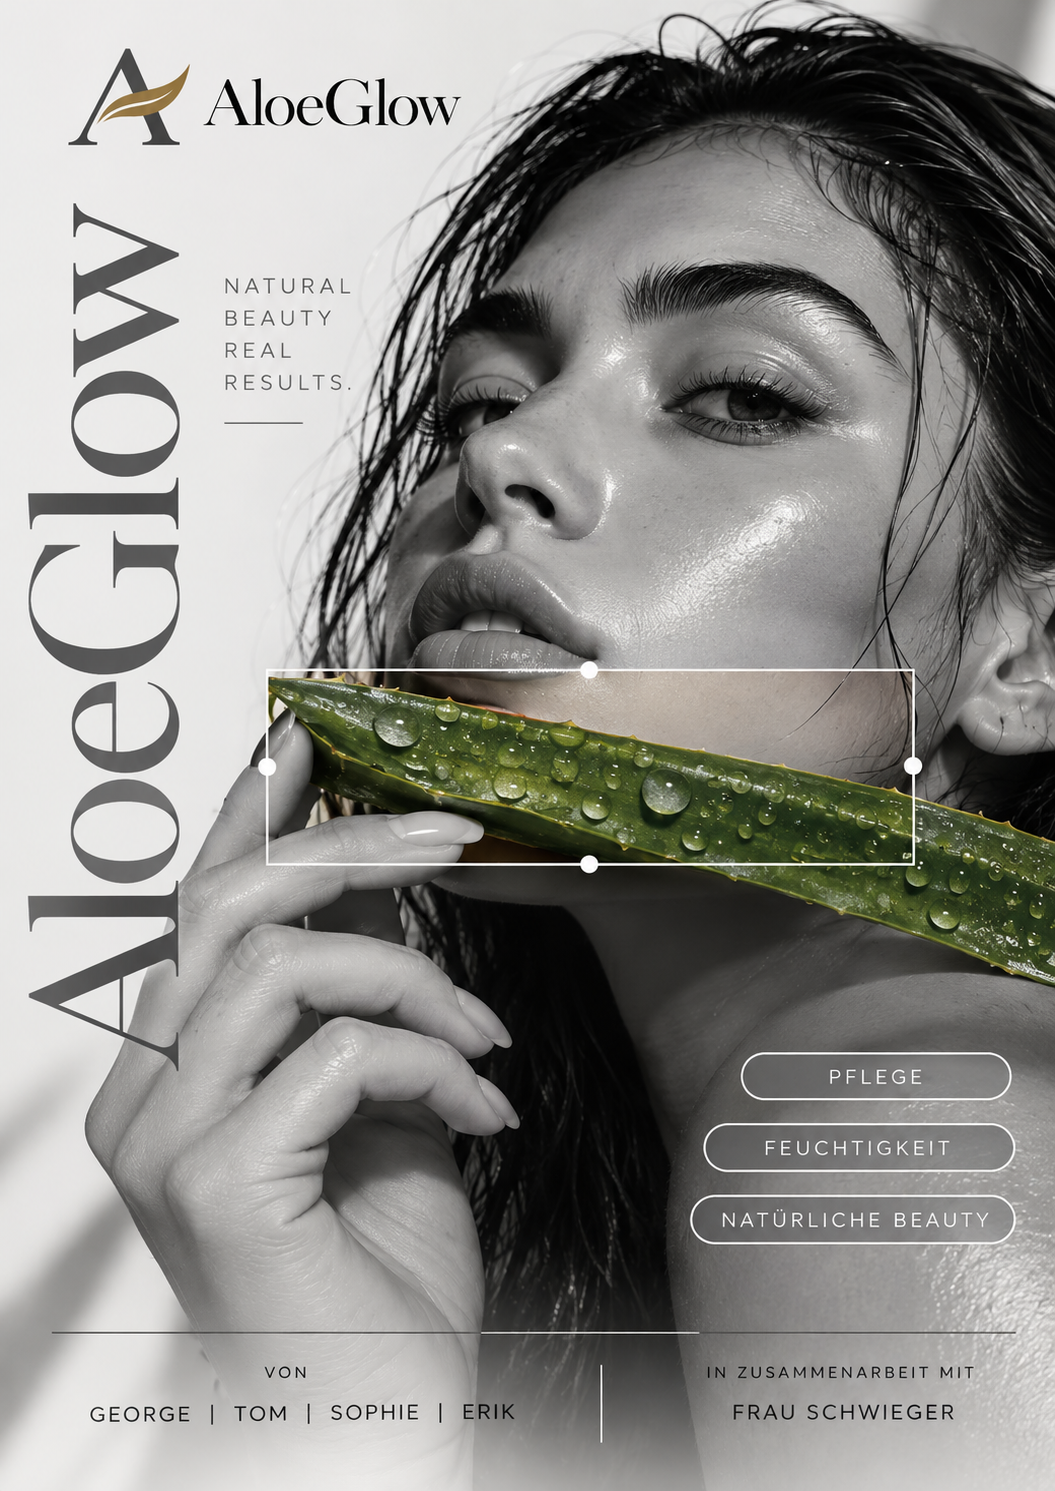 AloeGlow
AloeGlow
NATURAL
BEAUTY
REAL
RESULTS.
PFLEGE
FEUCHTIGKEIT
NATÜRLICHE BEAUTY
VON
GEORGE | TOM | SOPHIE | ERIK
IN ZUSAMMENARBEIT MIT
FRAU SCHWIEGER